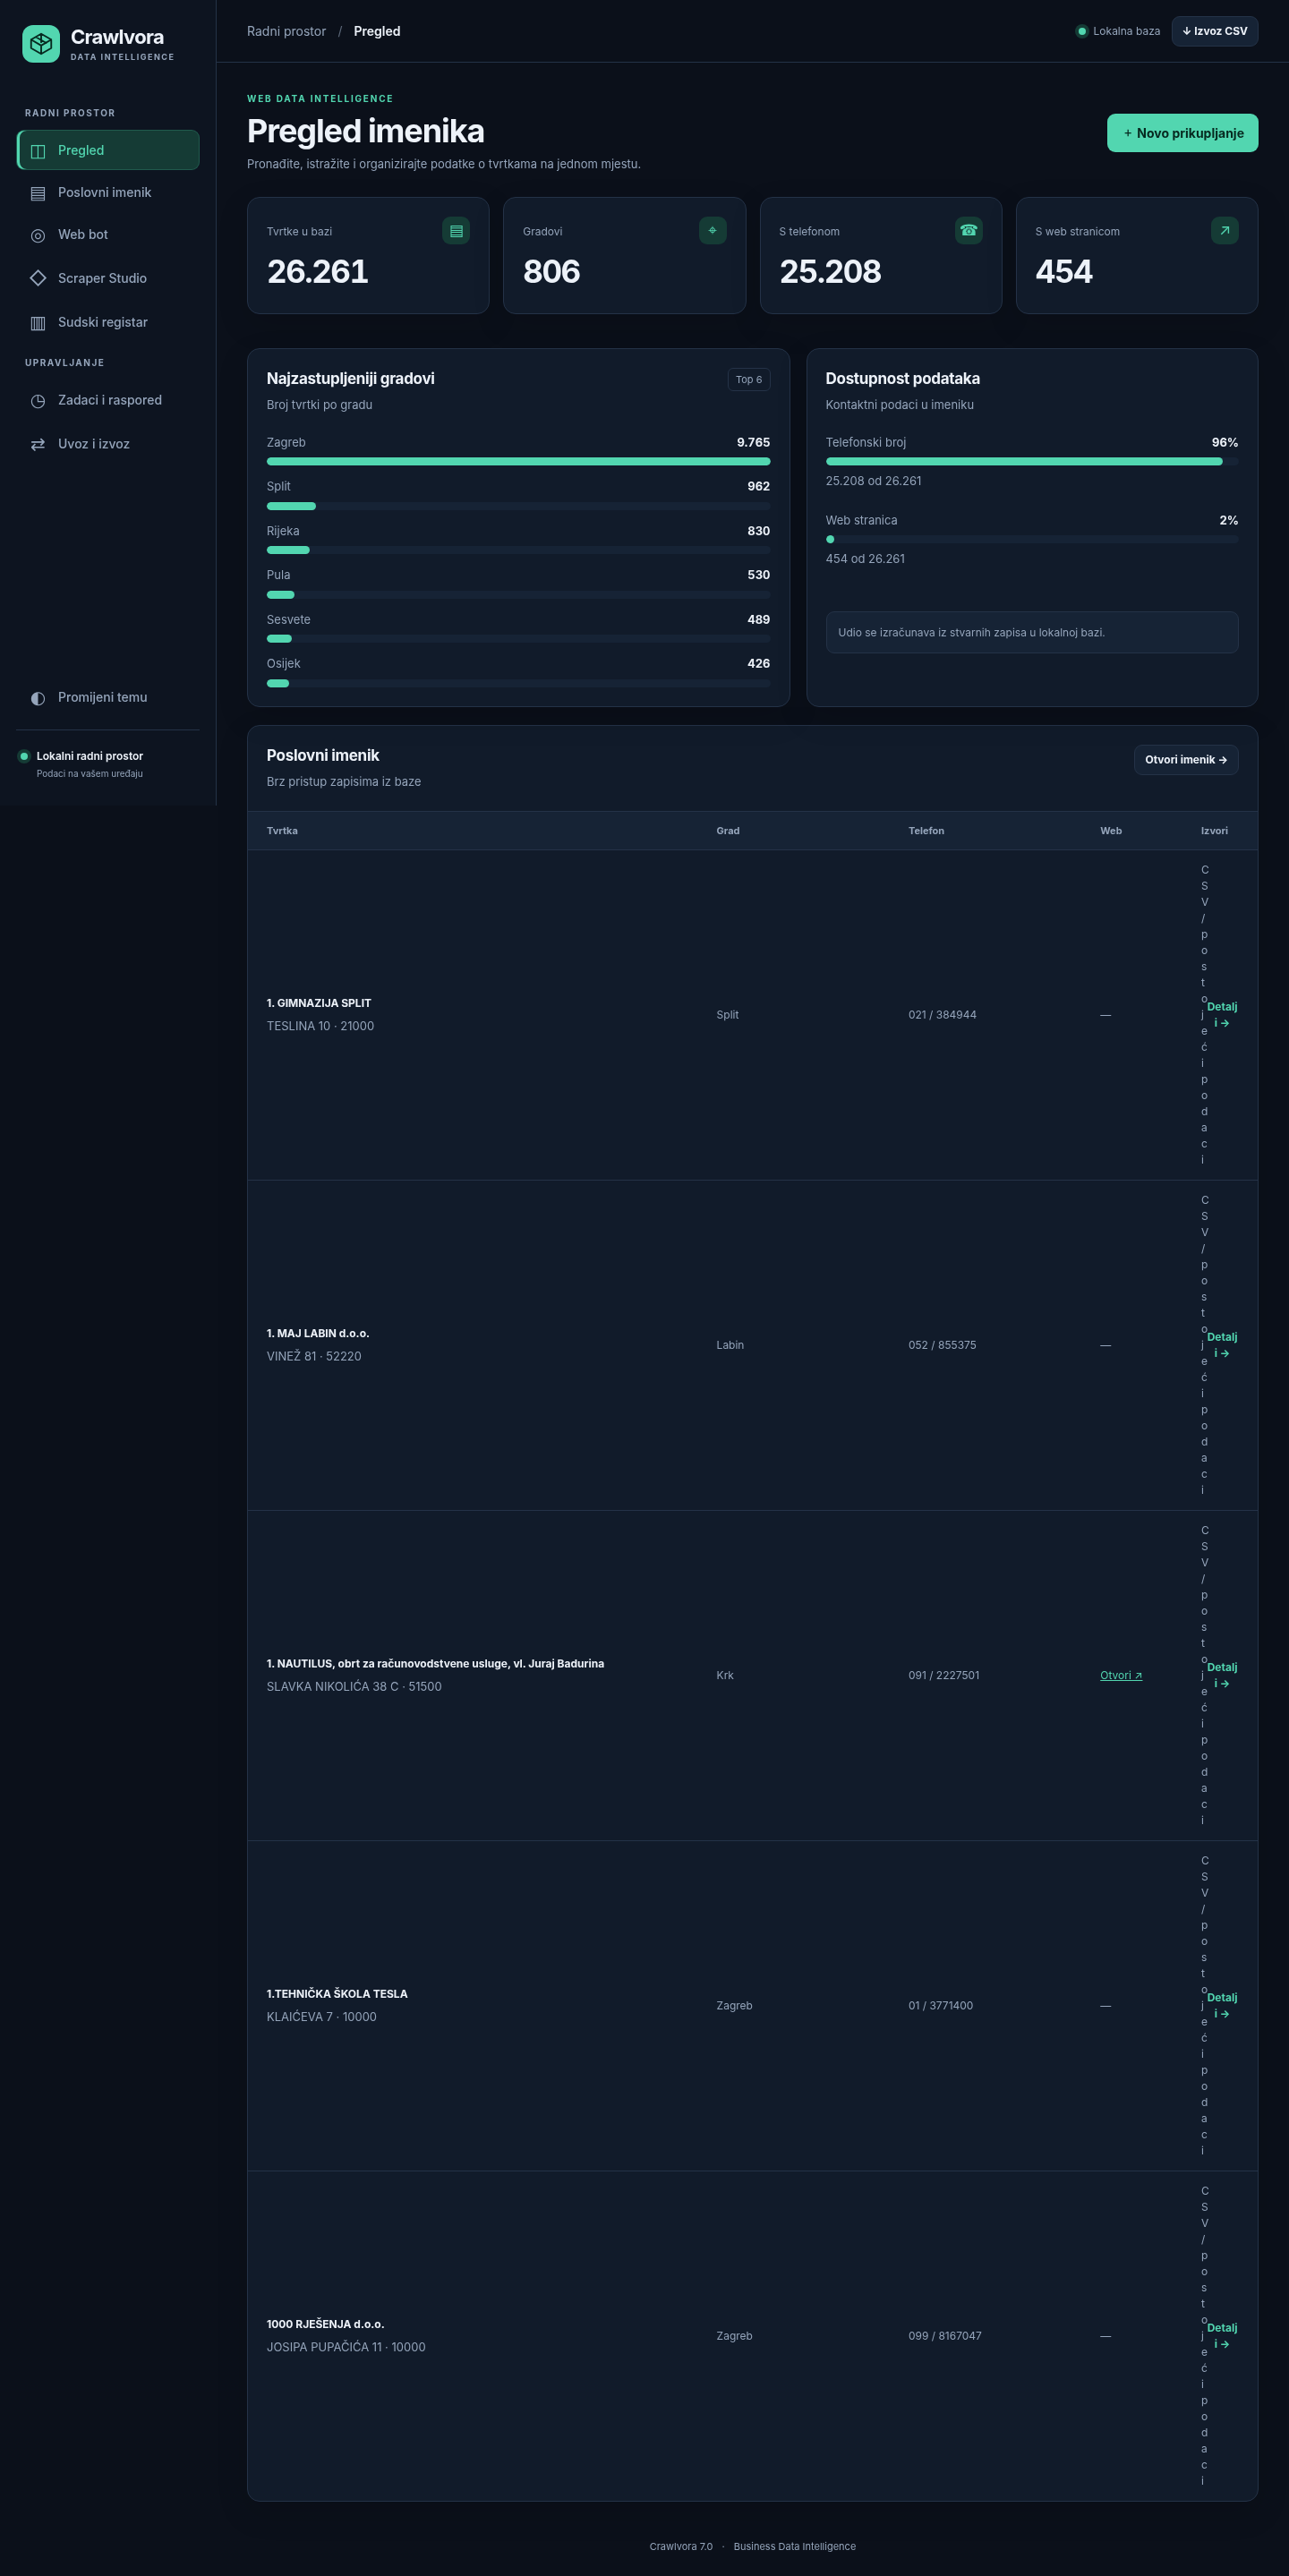 Crawlvora
DATA INTELLIGENCE
RADNI PROSTOR
Pregled
Poslovni imenik
Web bot
Scraper Studio
Sudski registar
UPRAVLJANJE
Zadaci i raspored
Uvoz i izvoz
Promijeni temu
Lokalni radni prostor
Podaci na vašem uređaju
Radni prostor / Pregled
Lokalna baza
↓ Izvoz CSV
WEB DATA INTELLIGENCE
Pregled imenika
Pronađite, istražite i organizirajte podatke o tvrtkama na jednom mjestu.
+ Novo prikupljanje
Tvrtke u bazi
26.261
Gradovi
806
S telefonom
25.208
S web stranicom
454
Najzastupljeniji gradovi
Top 6
Broj tvrtki po gradu
Zagreb 9.765
Split 962
Rijeka 830
Pula 530
Sesvete 489
Osijek 426
Dostupnost podataka
Kontaktni podaci u imeniku
Telefonski broj 96%
25.208 od 26.261
Web stranica 2%
454 od 26.261
Udio se izračunava iz stvarnih zapisa u lokalnoj bazi.
Poslovni imenik
Brz pristup zapisima iz baze
Otvori imenik →
Tvrtka Grad Telefon Web Izvori
1. GIMNAZIJA SPLIT
TESLINA 10 · 21000
Split
021 / 384944
—
CSV/postojeći podaci
Detalji →
1. MAJ LABIN d.o.o.
VINEŽ 81 · 52220
Labin
052 / 855375
—
CSV/postojeći podaci
Detalji →
1. NAUTILUS, obrt za računovodstvene usluge, vl. Juraj Badurina
SLAVKA NIKOLIĆA 38 C · 51500
Krk
091 / 2227501
Otvori ↗
CSV/postojeći podaci
Detalji →
1.TEHNIČKA ŠKOLA TESLA
KLAIĆEVA 7 · 10000
Zagreb
01 / 3771400
—
CSV/postojeći podaci
Detalji →
1000 RJEŠENJA d.o.o.
JOSIPA PUPAČIĆA 11 · 10000
Zagreb
099 / 8167047
—
CSV/postojeći podaci
Detalji →
Crawlvora 7.0 · Business Data Intelligence